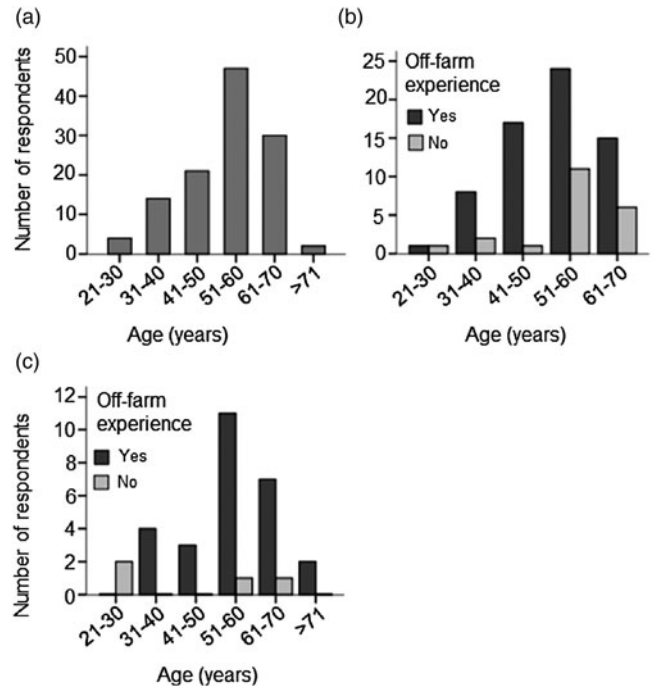 (a)
Number of respondents
50
40
30
20
10
0
21-30
31-40
41-50
51-60
61-70
>71
Age (years)
(b)
Off-farm
experience
Yes
No
25
20
15
10
5
0
21-30
31-40
41-50
51-60
61-70
Age (years)
(c)
Off-farm
experience
Yes
No
Number of respondents
12
10
8
6
4
2
0
21-30
31-40
41-50
51-60
61-70
>71
Age (years)